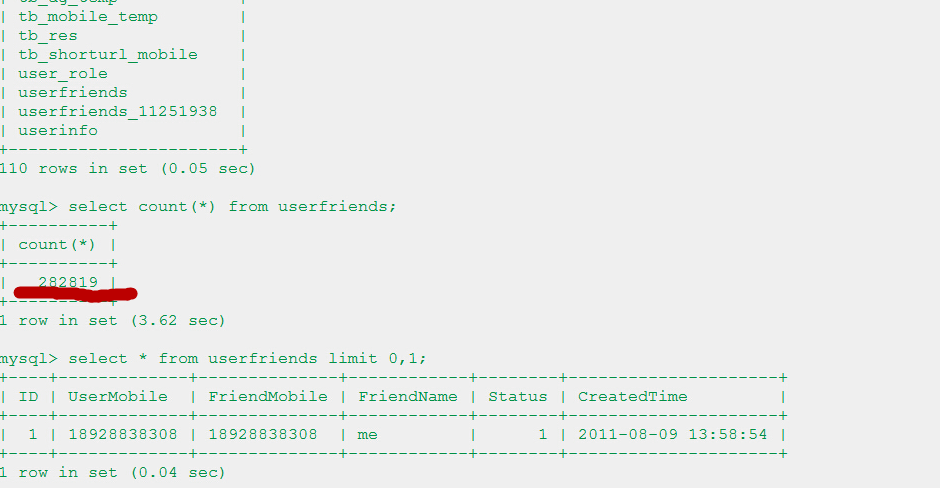 | tb_ag_temp |
| tb_mobile_temp |
| tb_res |
| tb_shorturl_mobile |
| user_role |
| userfriends |
| userfriends_11251938 |
| userinfo |
+-----------------------+
110 rows in set (0.05 sec)
mysql> select count(*) from userfriends;
+----------+
| count(*) |
+----------+
| 282819 |
+----------+
1 row in set (3.62 sec)
mysql> select * from userfriends limit 0,1;
+----+-------------+--------------+------------+--------+---------------------+
| ID | UserMobile | FriendMobile | FriendName | Status | CreatedTime |
+----+-------------+--------------+------------+--------+---------------------+
| 1 | 18928838308 | 18928838308 | me | 1 | 2011-08-09 13:58:54 |
+----+-------------+--------------+------------+--------+---------------------+
1 row in set (0.04 sec)